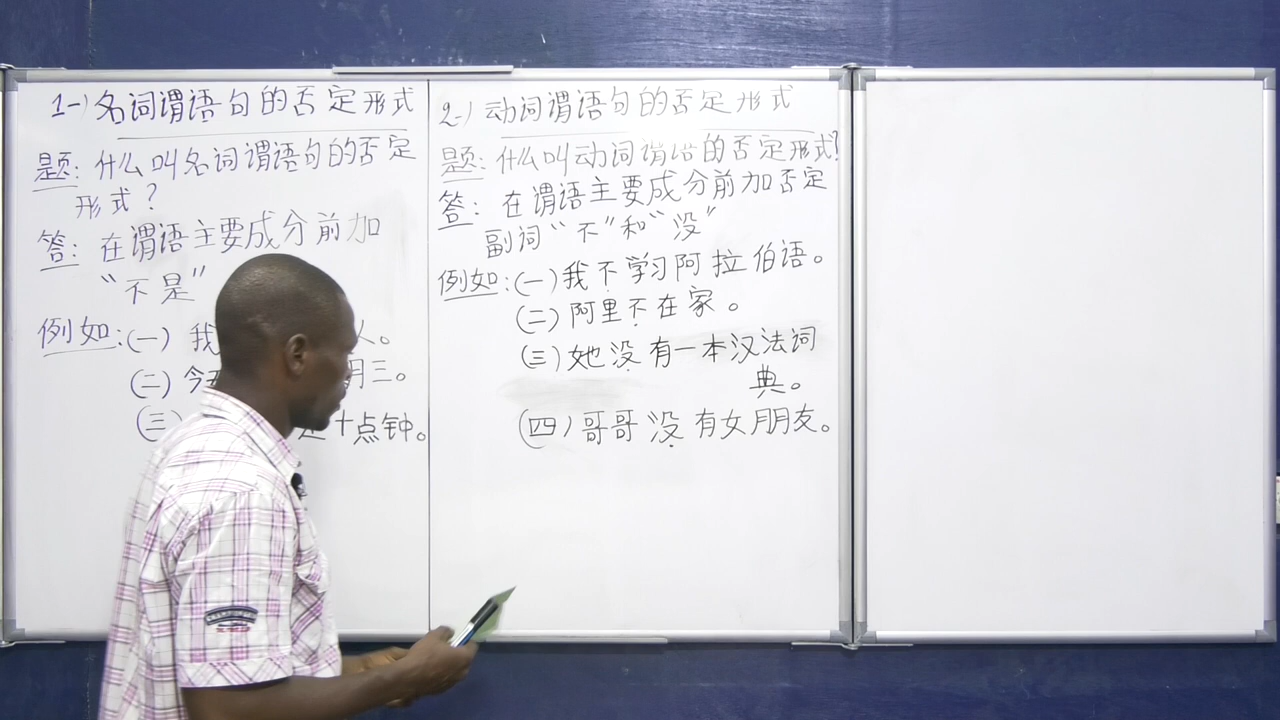 1-) 名词谓语句的否定形式
题: 什么叫名词谓语句的否定
形式?
答: 在谓语主要成分前加
“不是”
例如:(一) 我 人。
(二) 今 月三。
(三) 十点钟。
2-) 动词谓语句的否定形式
题: 什么叫动词谓语的否定形式?
答: 在谓语主要成分前加否定
副词“不”和“没”
例如:(一)我不学习阿拉伯语。
(二) 阿里不在家。
(三) 她没有一本汉法词
典。
(四) 哥哥没有女朋友。